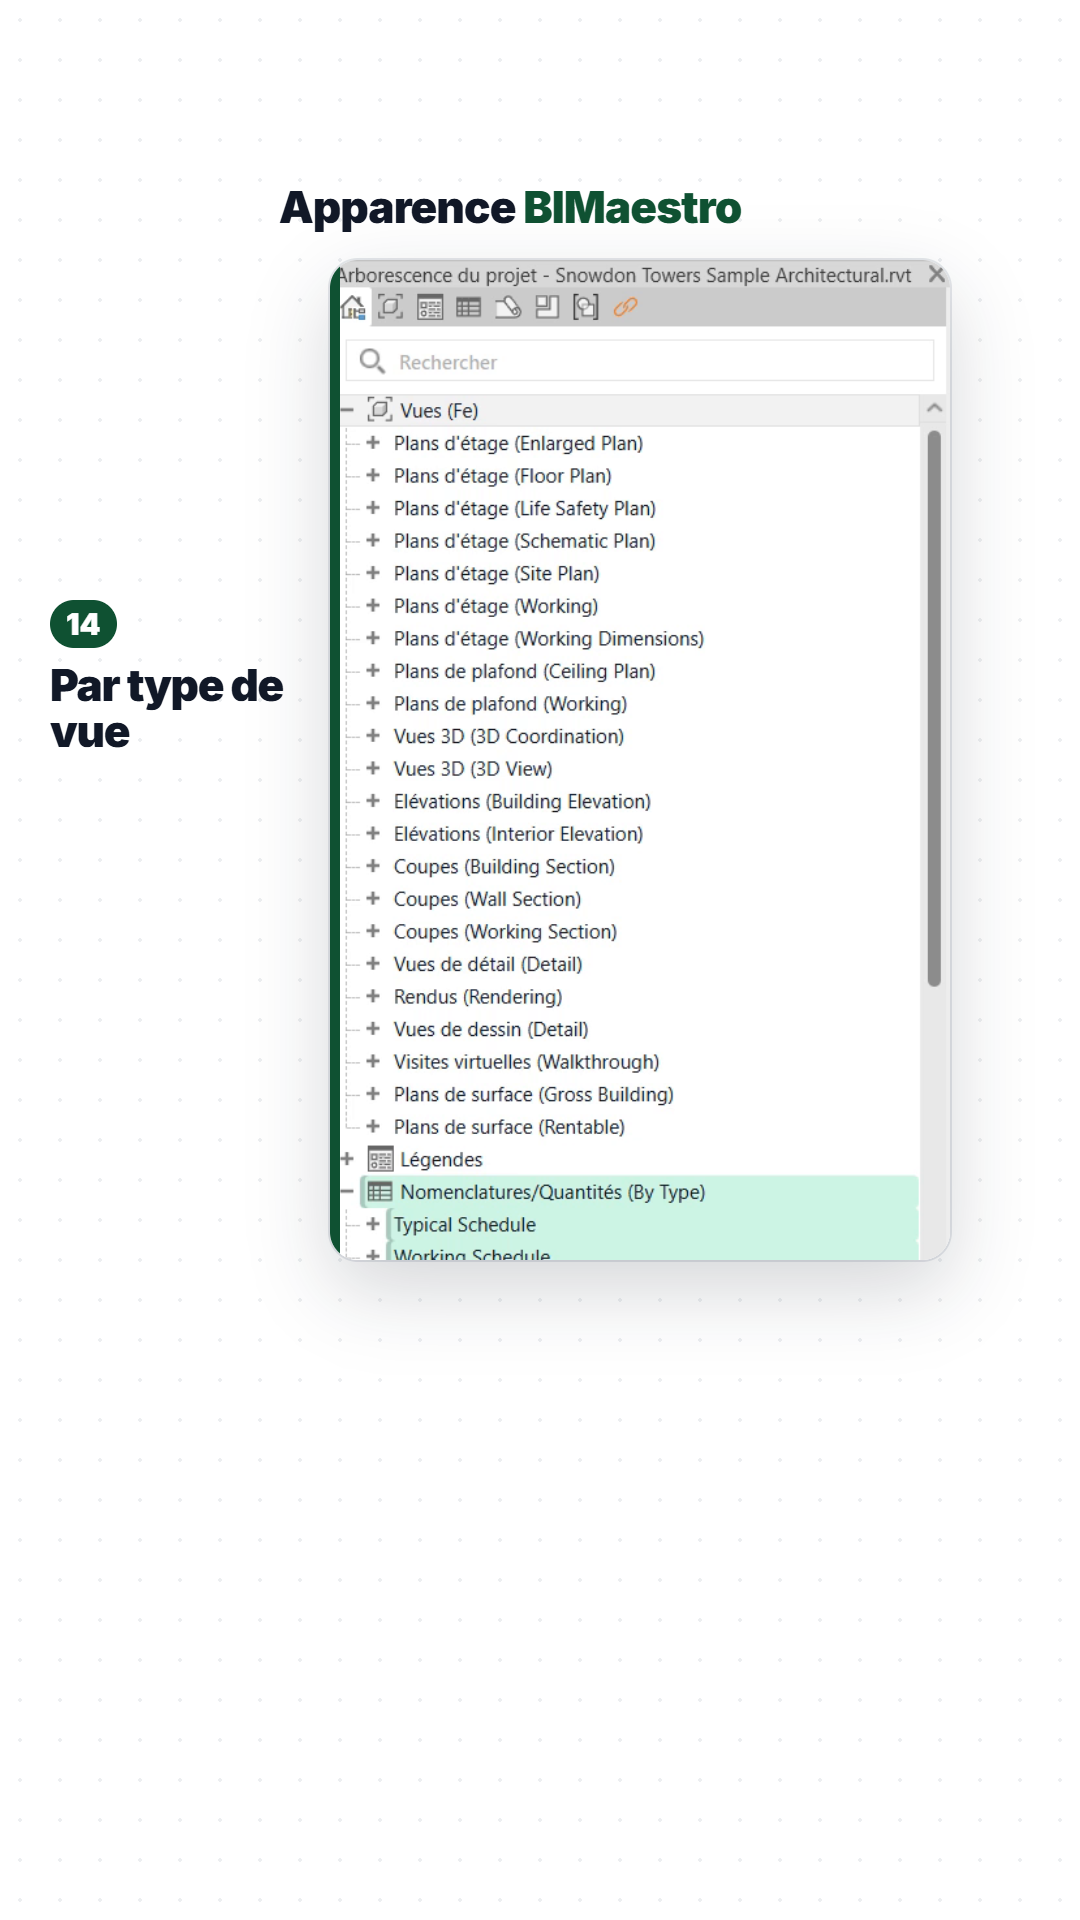 Apparence BIMaestro
Arborescence du projet - Snowdon Towers Sample Architectural.rvt
Rechercher
Vues (Fe)
Plans d'étage (Enlarged Plan)
Plans d'étage (Floor Plan)
Plans d'étage (Life Safety Plan)
Plans d'étage (Schematic Plan)
Plans d'étage (Site Plan)
Plans d'étage (Working)
Plans d'étage (Working Dimensions)
Plans de plafond (Ceiling Plan)
Plans de plafond (Working)
Vues 3D (3D Coordination)
Vues 3D (3D View)
Elévations (Building Elevation)
Elévations (Interior Elevation)
Coupes (Building Section)
Coupes (Wall Section)
Coupes (Working Section)
Vues de détail (Detail)
Rendus (Rendering)
Vues de dessin (Detail)
Visites virtuelles (Walkthrough)
Plans de surface (Gross Building)
Plans de surface (Rentable)
Légendes
Nomenclatures/Quantités (By Type)
Typical Schedule
Working Schedule
14
Par type de
vue